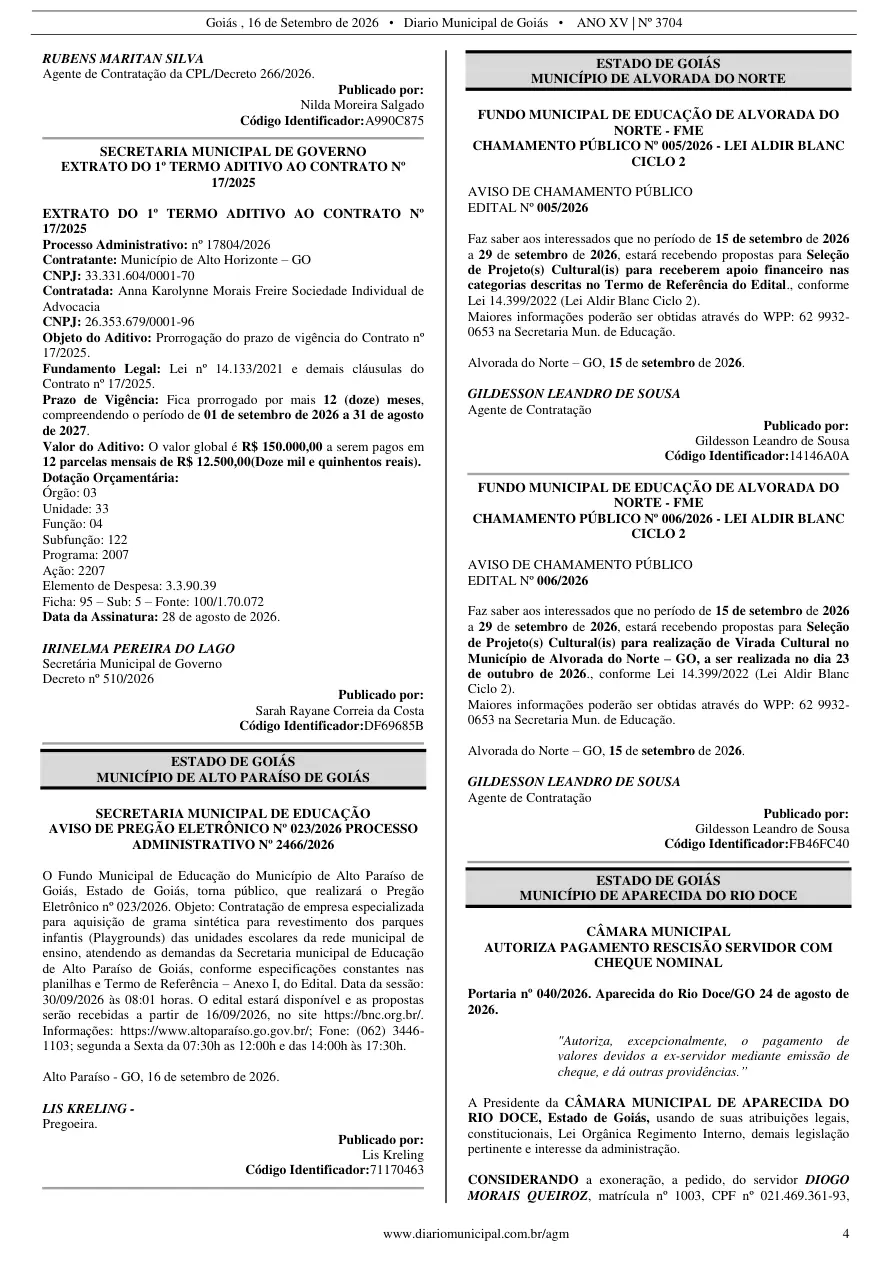 Goiás , 16 de Setembro de 2026 • Diario Municipal de Goiás • ANO XV | Nº 3704
RUBENS MARITAN SILVA
Agente de Contratação da CPL/Decreto 266/2026.
Publicado por:
Nilda Moreira Salgado
Código Identificador:A990C875
SECRETARIA MUNICIPAL DE GOVERNO
EXTRATO DO 1º TERMO ADITIVO AO CONTRATO Nº
17/2025
EXTRATO DO 1º TERMO ADITIVO AO CONTRATO Nº
17/2025
Processo Administrativo: nº 17804/2026
Contratante: Município de Alto Horizonte – GO
CNPJ: 33.331.604/0001-70
Contratada: Anna Karolynne Morais Freire Sociedade Individual de
Advocacia
CNPJ: 26.353.679/0001-96
Objeto do Aditivo: Prorrogação do prazo de vigência do Contrato nº
17/2025.
Fundamento Legal: Lei nº 14.133/2021 e demais cláusulas do
Contrato nº 17/2025.
Prazo de Vigência: Fica prorrogado por mais 12 (doze) meses,
compreendendo o período de 01 de setembro de 2026 a 31 de agosto
de 2027.
Valor do Aditivo: O valor global é R$ 150.000,00 a serem pagos em
12 parcelas mensais de R$ 12.500,00(Doze mil e quinhentos reais).
Dotação Orçamentária:
Órgão: 03
Unidade: 33
Função: 04
Subfunção: 122
Programa: 2007
Ação: 2207
Elemento de Despesa: 3.3.90.39
Ficha: 95 – Sub: 5 – Fonte: 100/1.70.072
Data da Assinatura: 28 de agosto de 2026.
IRINELMA PEREIRA DO LAGO
Secretária Municipal de Governo
Decreto nº 510/2026
Publicado por:
Sarah Rayane Correia da Costa
Código Identificador:DF69685B
ESTADO DE GOIÁS
MUNICÍPIO DE ALTO PARAÍSO DE GOIÁS
SECRETARIA MUNICIPAL DE EDUCAÇÃO
AVISO DE PREGÃO ELETRÔNICO Nº 023/2026 PROCESSO
ADMINISTRATIVO Nº 2466/2026
O Fundo Municipal de Educação do Município de Alto Paraíso de
Goiás, Estado de Goiás, torna público, que realizará o Pregão
Eletrônico nº 023/2026. Objeto: Contratação de empresa especializada
para aquisição de grama sintética para revestimento dos parques
infantis (Playgrounds) das unidades escolares da rede municipal de
ensino, atendendo as demandas da Secretaria municipal de Educação
de Alto Paraíso de Goiás, conforme especificações constantes nas
planilhas e Termo de Referência – Anexo I, do Edital. Data da sessão:
30/09/2026 às 08:01 horas. O edital estará disponível e as propostas
serão recebidas a partir de 16/09/2026, no site https://bnc.org.br/.
Informações: https://www.altoparaíso.go.gov.br/; Fone: (062) 3446-
1103; segunda a Sexta da 07:30h as 12:00h e das 14:00h às 17:30h.
Alto Paraíso - GO, 16 de setembro de 2026.
LIS KRELING -
Pregoeira.
Publicado por:
Lis Kreling
Código Identificador:71170463
ESTADO DE GOIÁS
MUNICÍPIO DE ALVORADA DO NORTE
FUNDO MUNICIPAL DE EDUCAÇÃO DE ALVORADA DO
NORTE - FME
CHAMAMENTO PÚBLICO Nº 005/2026 - LEI ALDIR BLANC
CICLO 2
AVISO DE CHAMAMENTO PÚBLICO
EDITAL Nº 005/2026
Faz saber aos interessados que no período de 15 de setembro de 2026
a 29 de setembro de 2026, estará recebendo propostas para Seleção
de Projeto(s) Cultural(is) para receberem apoio financeiro nas
categorias descritas no Termo de Referência do Edital., conforme
Lei 14.399/2022 (Lei Aldir Blanc Ciclo 2).
Maiores informações poderão ser obtidas através do WPP: 62 9932-
0653 na Secretaria Mun. de Educação.
Alvorada do Norte – GO, 15 de setembro de 2026.
GILDESSON LEANDRO DE SOUSA
Agente de Contratação
Publicado por:
Gildesson Leandro de Sousa
Código Identificador:14146A0A
FUNDO MUNICIPAL DE EDUCAÇÃO DE ALVORADA DO
NORTE - FME
CHAMAMENTO PÚBLICO Nº 006/2026 - LEI ALDIR BLANC
CICLO 2
AVISO DE CHAMAMENTO PÚBLICO
EDITAL Nº 006/2026
Faz saber aos interessados que no período de 15 de setembro de 2026
a 29 de setembro de 2026, estará recebendo propostas para Seleção
de Projeto(s) Cultural(is) para realização de Virada Cultural no
Município de Alvorada do Norte – GO, a ser realizada no dia 23
de outubro de 2026., conforme Lei 14.399/2022 (Lei Aldir Blanc
Ciclo 2).
Maiores informações poderão ser obtidas através do WPP: 62 9932-
0653 na Secretaria Mun. de Educação.
Alvorada do Norte – GO, 15 de setembro de 2026.
GILDESSON LEANDRO DE SOUSA
Agente de Contratação
Publicado por:
Gildesson Leandro de Sousa
Código Identificador:FB46FC40
ESTADO DE GOIÁS
MUNICÍPIO DE APARECIDA DO RIO DOCE
CÂMARA MUNICIPAL
AUTORIZA PAGAMENTO RESCISÃO SERVIDOR COM
CHEQUE NOMINAL
Portaria nº 040/2026. Aparecida do Rio Doce/GO 24 de agosto de
2026.
"Autoriza, excepcionalmente, o pagamento de
valores devidos a ex-servidor mediante emissão de
cheque, e dá outras providências.”
A Presidente da CÂMARA MUNICIPAL DE APARECIDA DO
RIO DOCE, Estado de Goiás, usando de suas atribuições legais,
constitucionais, Lei Orgânica Regimento Interno, demais legislação
pertinente e interesse da administração.
CONSIDERANDO a exoneração, a pedido, do servidor DIOGO
MORAIS QUEIROZ, matrícula nº 1003, CPF nº 021.469.361-93,
www.diariomunicipal.com.br/agm
4